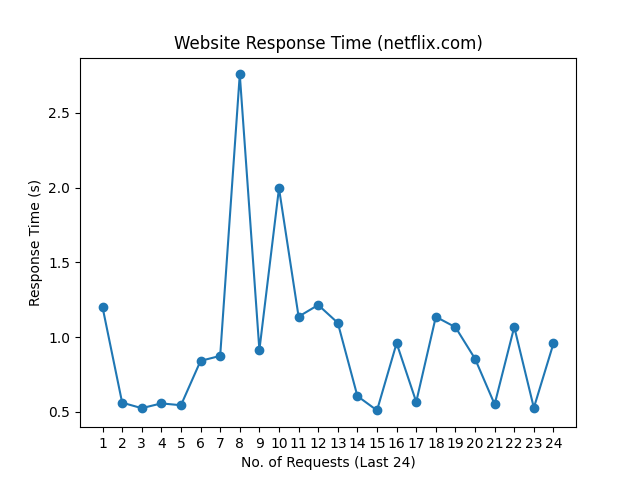 Website Response Time (netflix.com)
2.5
2.0
1.5
1.0
0.5
Response Time (s)
1 2 3 4 5 6 7 8 9 10 11 12 13 14 15 16 17 18 19 20 21 22 23 24
No. of Requests (Last 24)